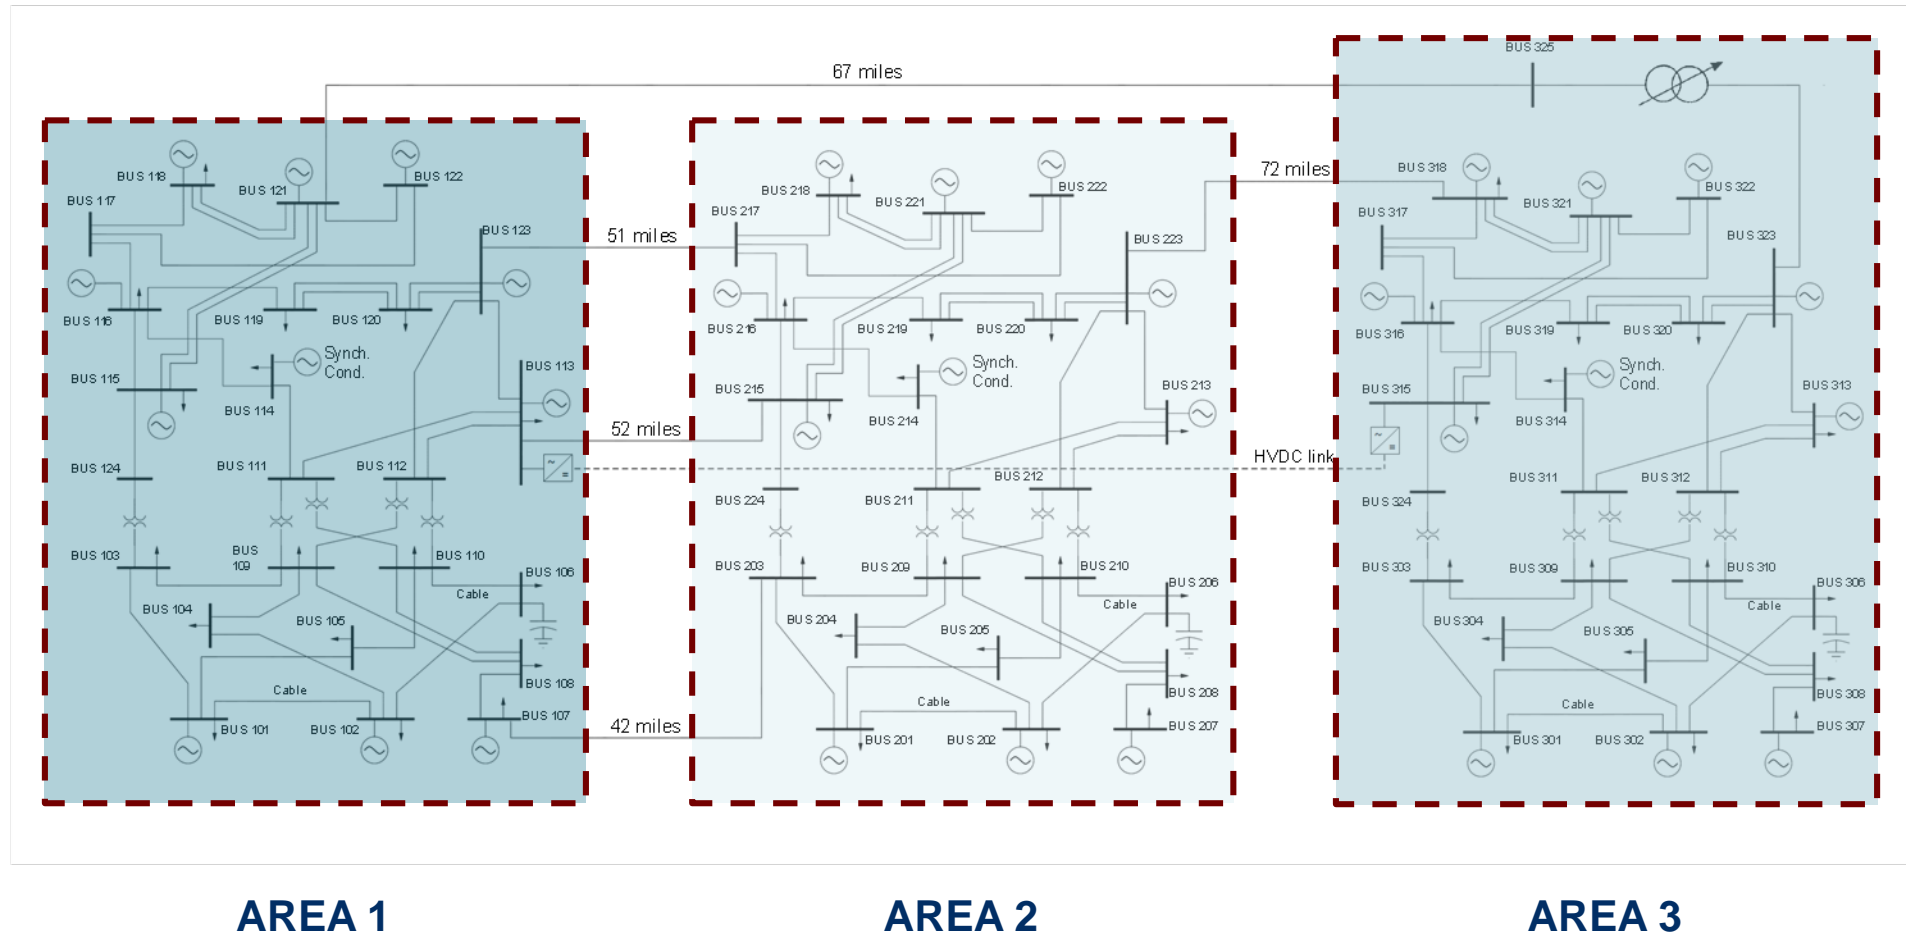 BUS 325
67 miles
72 miles
51 miles
52 miles
HVDC link
42 miles
BUS 118
BUS 121
BUS 122
BUS 117
BUS 123
BUS 116
BUS 119
BUS 120
Synch.
Cond.
BUS 115
BUS 113
BUS 114
BUS 124
BUS 111
BUS 112
~
=
BUS 103
BUS
109
BUS 110
BUS 106
Cable
BUS 104
BUS 105
BUS 108
Cable
BUS 101
BUS 102
BUS 107
BUS 218
BUS 221
BUS 222
BUS 217
BUS 223
BUS 216
BUS 219
BUS 220
Synch.
Cond.
BUS 215
BUS 213
BUS 214
BUS 212
BUS 224
BUS 211
BUS 203
BUS 209
BUS 210
BUS 206
Cable
BUS 204
BUS 205
BUS 208
Cable
BUS 201
BUS 202
BUS 207
BUS 318
BUS 321
BUS 322
BUS 317
BUS 323
BUS 316
BUS 319
BUS 320
Synch.
Cond.
BUS 315
BUS 313
BUS 314
~
=
BUS 324
BUS 311
BUS 312
BUS 303
BUS 309
BUS 310
BUS 306
Cable
BUS 304
BUS 305
BUS 308
Cable
BUS 301
BUS 302
BUS 307
AREA 1
AREA 2
AREA 3